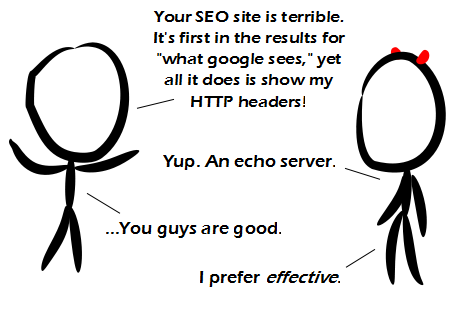 Your SEO site is terrible.
It's first in the results for
"what google sees," yet
all it does is show my
HTTP headers!
Yup. An echo server.
...You guys are good.
I prefer effective.